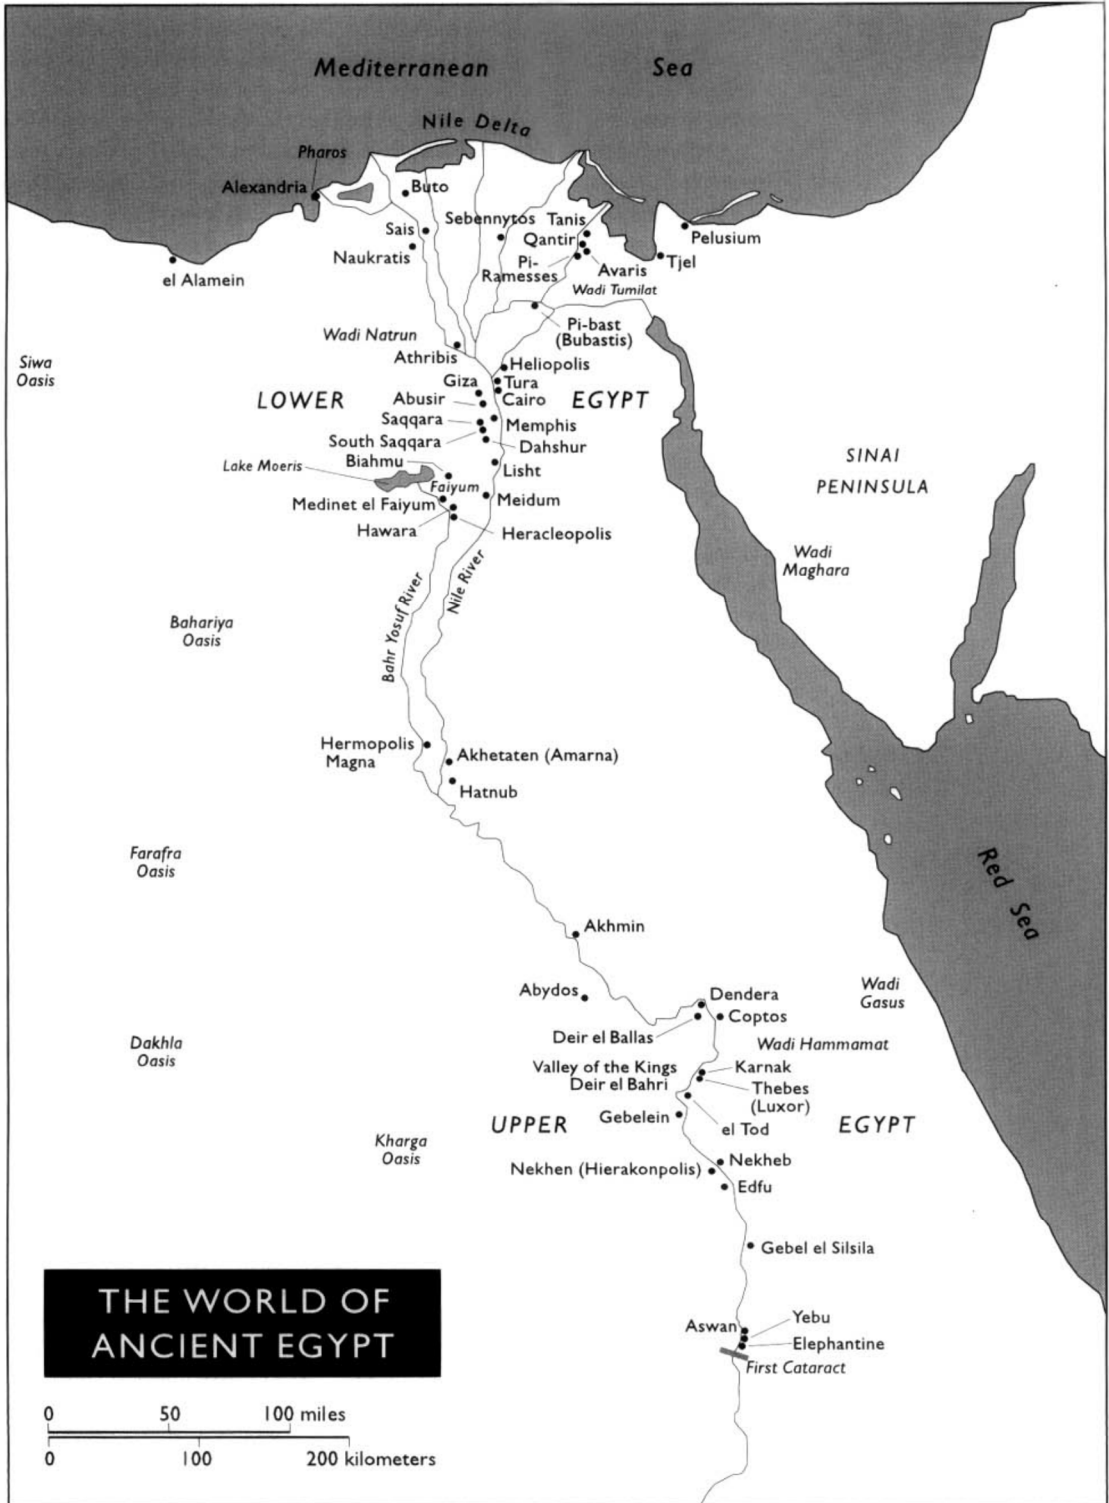 Mediterranean Sea
Nile Delta
Pharos
Alexandria
Buto
Sebennytos
Tanis
Sais
Qantir
Pelusium
Naukratis
Pi-
Ramesses
Avaris
Tjel
el Alamein
Wadi Tumilat
Pi-bast
(Bubastis)
Wadi Natrun
Athribis
Siwa
Oasis
Heliopolis
Giza
Tura
LOWER EGYPT
Abusir
Cairo
Saqqara
Memphis
South Saqqara
Dahshur
Biahmu
Lisht
Lake Moeris
Faiyum
SINAI
PENINSULA
Medinet el Faiyum
Meidum
Hawara
Heracleopolis
Wadi
Maghara
Bahr Yosuf River
Nile River
Bahariya
Oasis
Hermopolis
Magna
Akhetaten (Amarna)
Hatnub
Farafra
Oasis
Red Sea
Akhmin
Abydos
Dendera
Wadi
Gasus
Coptos
Deir el Ballas
Dakhla
Oasis
Wadi Hammamat
Valley of the Kings
Deir el Bahri
Karnak
Thebes
(Luxor)
Gebelein
UPPER EGYPT
el Tod
Kharga
Oasis
Nekheb
Nekhen (Hierakonpolis)
Edfu
Gebel el Silsila
Yebu
Aswan
Elephantine
First Cataract
THE WORLD OF
ANCIENT EGYPT
0 50 100 miles
0 100 200 kilometers